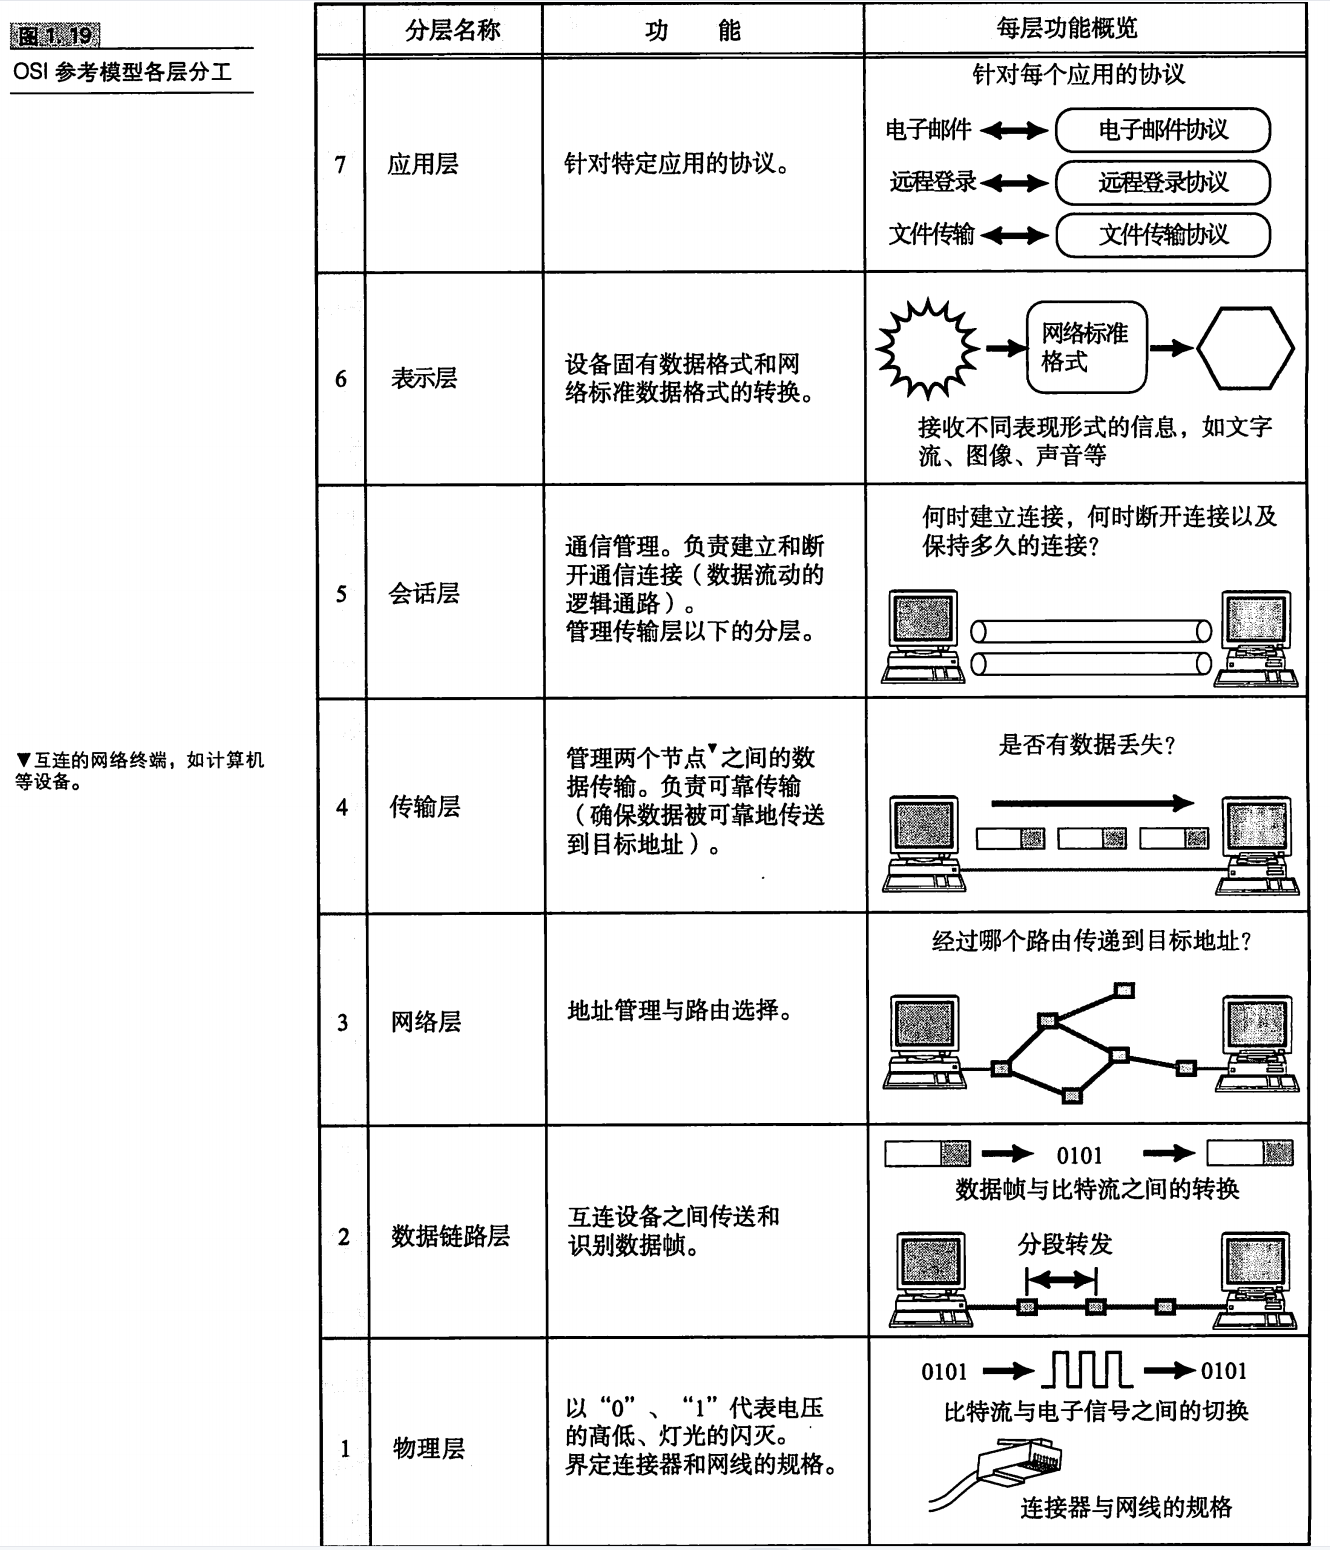 图1.19
OSI 参考模型各层分工
分层名称 功 能 每层功能概览
7
应用层
针对特定应用的协议。
针对每个应用的协议
电子邮件 电子邮件协议
远程登录 远程登录协议
文件传输 文件传输协议
6
表示层
设备固有数据格式和网
络标准数据格式的转换。
网络标准
格式
接收不同表现形式的信息，如文字
流、图像、声音等
5
会话层
通信管理。负责建立和断
开通信连接（数据流动的
逻辑通路）。
管理传输层以下的分层。
何时建立连接，何时断开连接以及
保持多久的连接？
▼互连的网络终端，如计算机
等设备。
4
传输层
管理两个节点▼之间的数
据传输。负责可靠传输
（确保数据被可靠地传送
到目标地址）。
是否有数据丢失？
3
网络层
地址管理与路由选择。
经过哪个路由传递到目标地址？
2
数据链路层
互连设备之间传送和
识别数据帧。
0101
数据帧与比特流之间的转换
分段转发
1
物理层
以“0”、“1”代表电压
的高低、灯光的闪灭。
界定连接器和网线的规格。
0101 0101
比特流与电子信号之间的切换
连接器与网线的规格